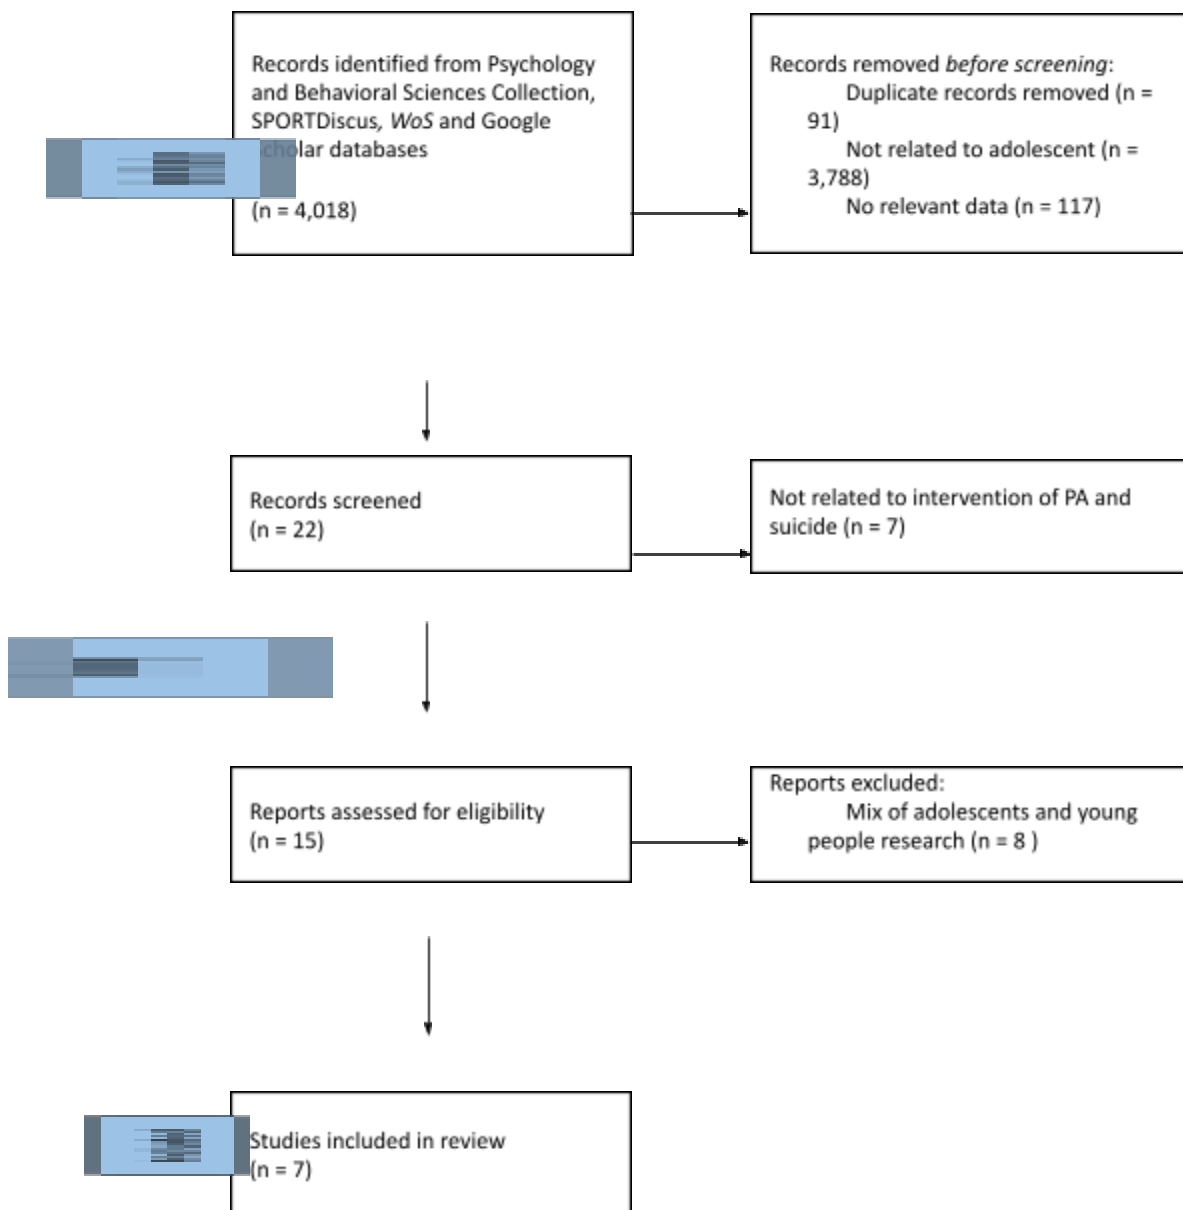 Records identified from Psychology
and Behavioral Sciences Collection,
SPORTDiscus, WoS and Google
Scholar databases
(n = 4,018)
Records removed before screening:
Duplicate records removed (n =
91)
Not related to adolescent (n =
3,788)
No relevant data (n = 117)
Records screened
(n = 22)
Not related to intervention of PA and
suicide (n = 7)
Reports assessed for eligibility
(n = 15)
Reports excluded:
Mix of adolescents and young
people research (n = 8 )
Studies included in review
(n = 7)